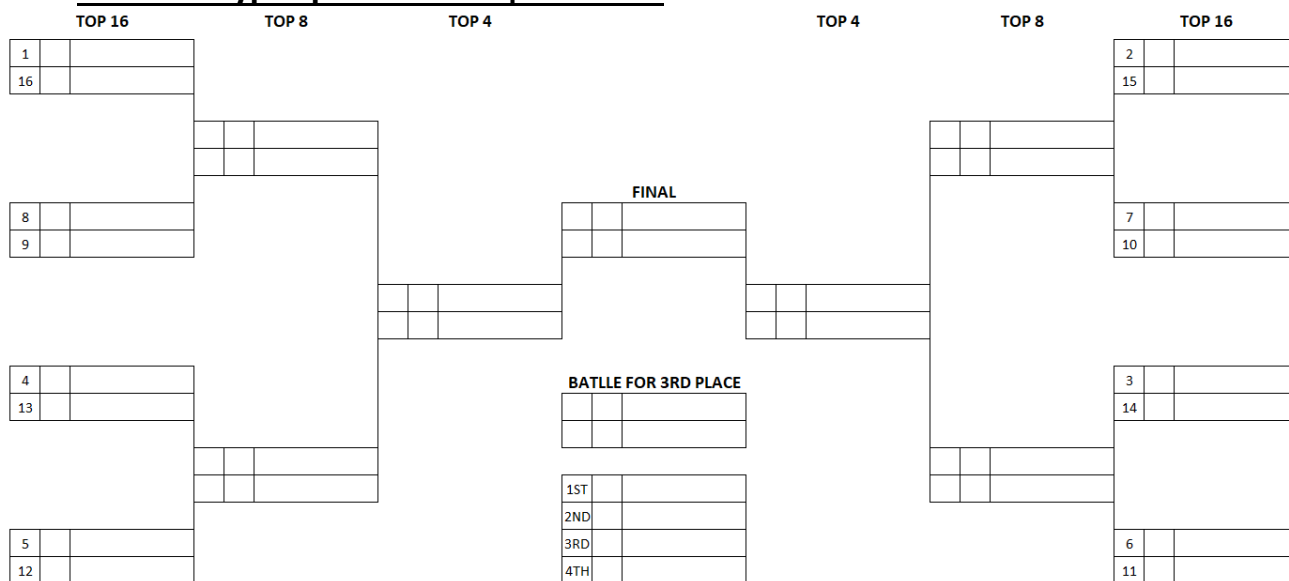 TOP 16 TOP 8 TOP 4 TOP 4 TOP 8 TOP 16
1 2
16 15
FINAL
8 7
9 10
4 BATLLE FOR 3RD PLACE 3
13 14
1ST
2ND
5 3RD 6
12 4TH 11